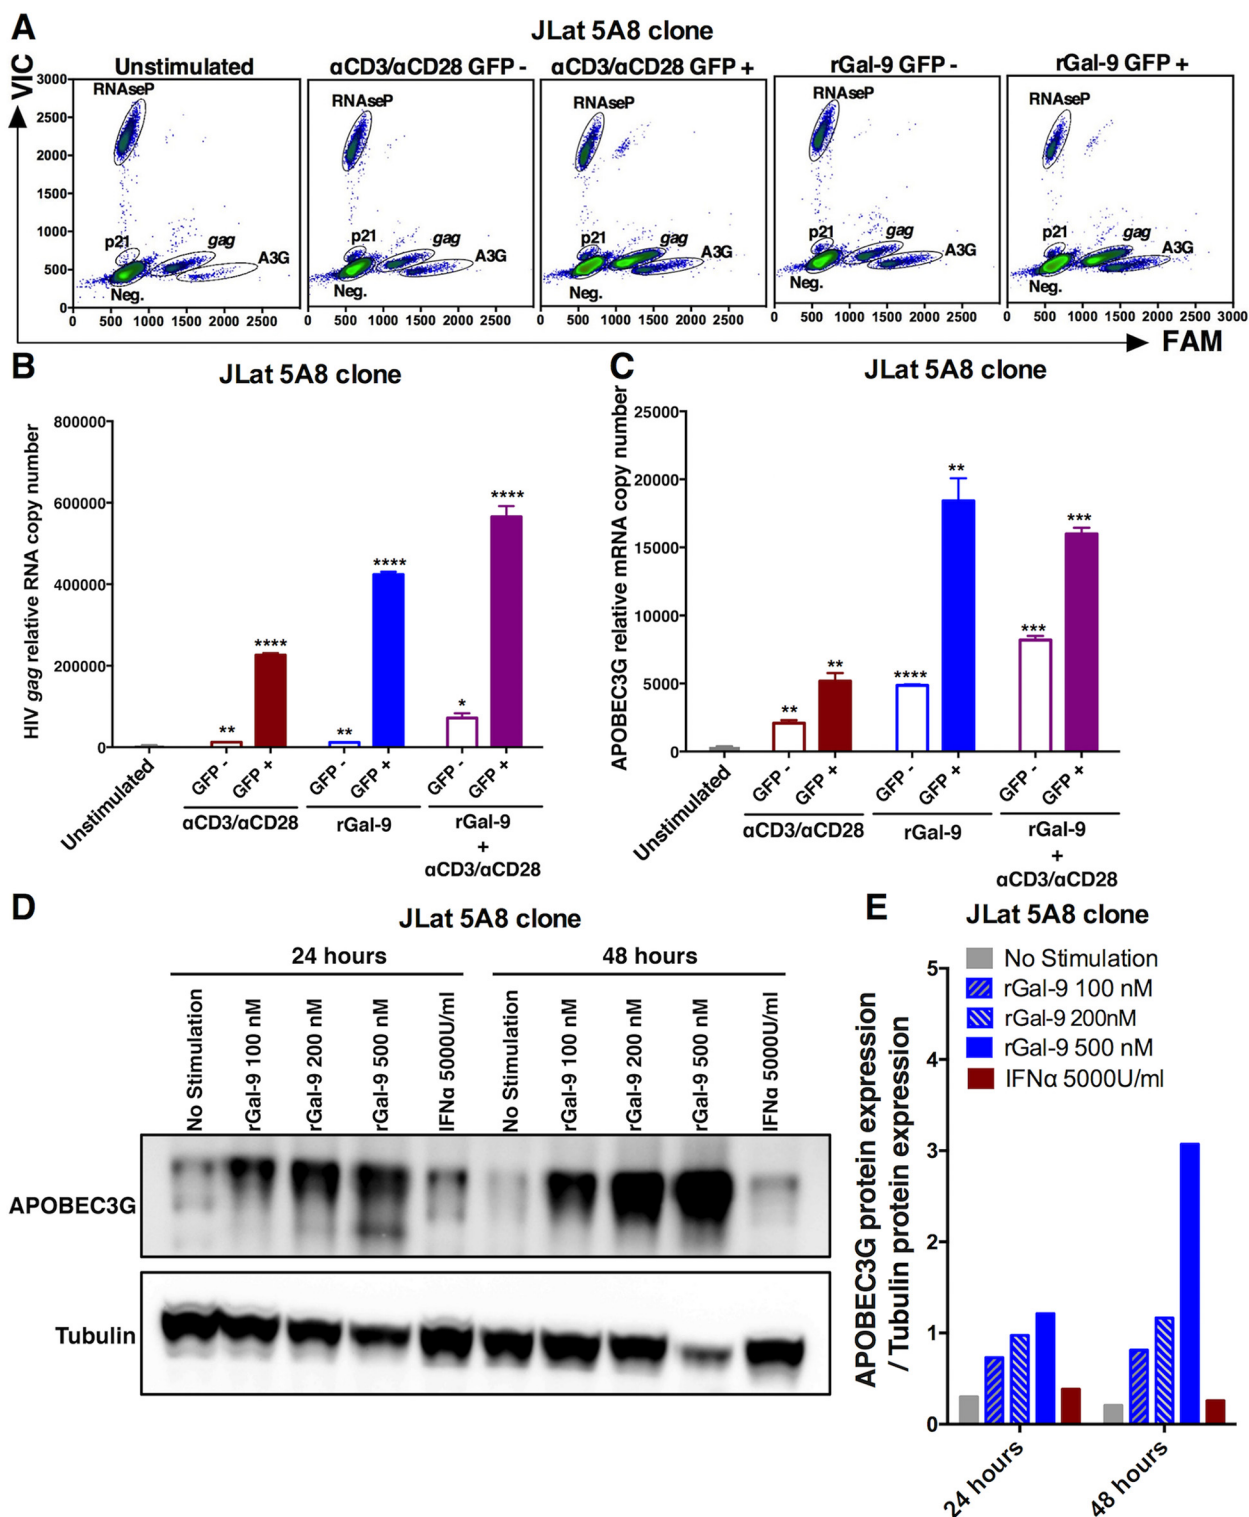 A
JLat 5A8 clone
VIC
Unstimulated
αCD3/αCD28 GFP -
αCD3/αCD28 GFP +
rGal-9 GFP -
rGal-9 GFP +
3000
2500
2000
1500
1000
500
0
RNAseP
p21
gag
A3G
Neg.
RNAseP
p21
gag
A3G
Neg.
RNAseP
p21
gag
A3G
Neg.
RNAseP
p21
gag
A3G
Neg.
RNAseP
p21
gag
A3G
Neg.
0 500 1000 1500 2000 2500
0 500 1000 1500 2000 2500
0 500 1000 1500 2000 2500
0 500 1000 1500 2000 2500
0 500 1000 1500 2000 2500 3000
FAM
B
JLat 5A8 clone
HIV gag relative RNA copy number
800000
600000
400000
200000
0
**
****
**
****
*
****
Unstimulated
GFP -
GFP +
GFP -
GFP +
GFP -
GFP +
αCD3/αCD28
rGal-9
rGal-9
+
αCD3/αCD28
C
JLat 5A8 clone
APOBEC3G relative mRNA copy number
25000
20000
15000
10000
5000
0
**
**
****
**
***
***
Unstimulated
GFP -
GFP +
GFP -
GFP +
GFP -
GFP +
αCD3/αCD28
rGal-9
rGal-9
+
αCD3/αCD28
D
JLat 5A8 clone
24 hours
48 hours
No Stimulation
rGal-9 100 nM
rGal-9 200 nM
rGal-9 500 nM
IFNα 5000U/ml
No Stimulation
rGal-9 100 nM
rGal-9 200 nM
rGal-9 500 nM
IFNα 5000U/ml
APOBEC3G
Tubulin
E
JLat 5A8 clone
No Stimulation
rGal-9 100 nM
rGal-9 200nM
rGal-9 500 nM
IFNα 5000U/ml
APOBEC3G protein expression
/ Tubulin protein expression
5
4
3
2
1
0
24 hours
48 hours